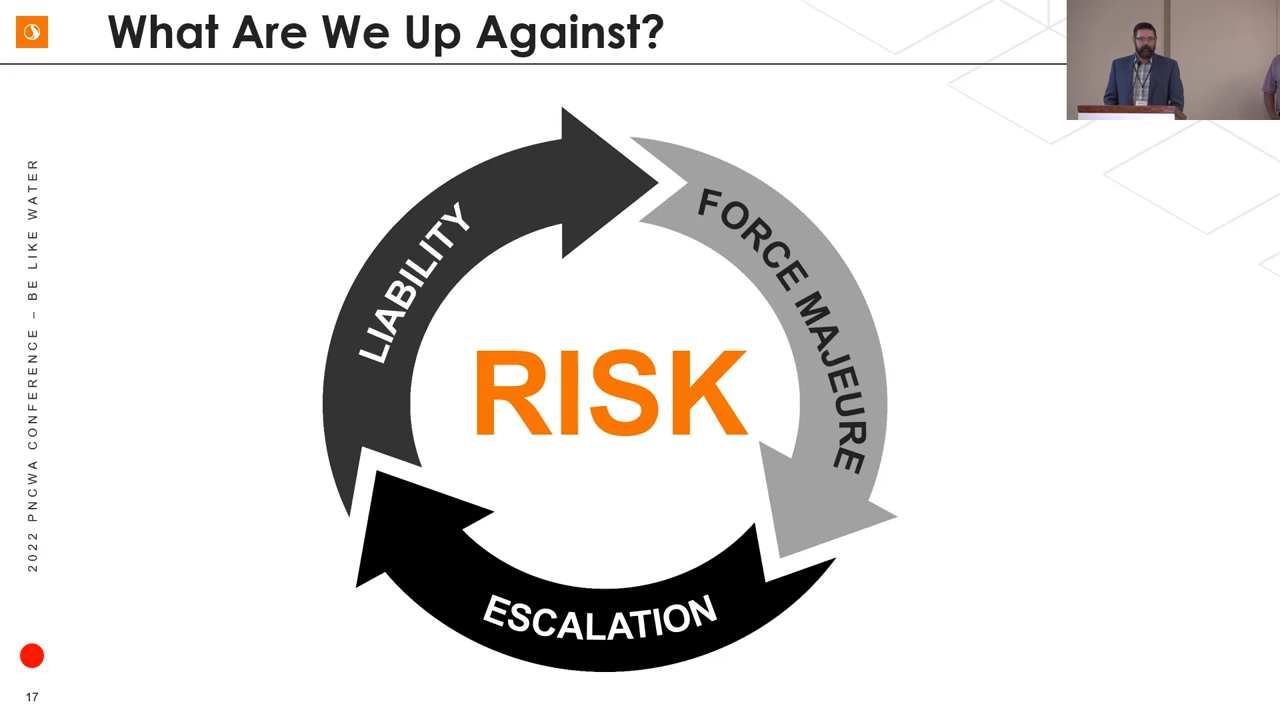 What Are We Up Against?
LIABILITY
FORCE MAJEURE
RISK
ESCALATION
2022 PNCWA CONFERENCE – BE LIKE WATER
17